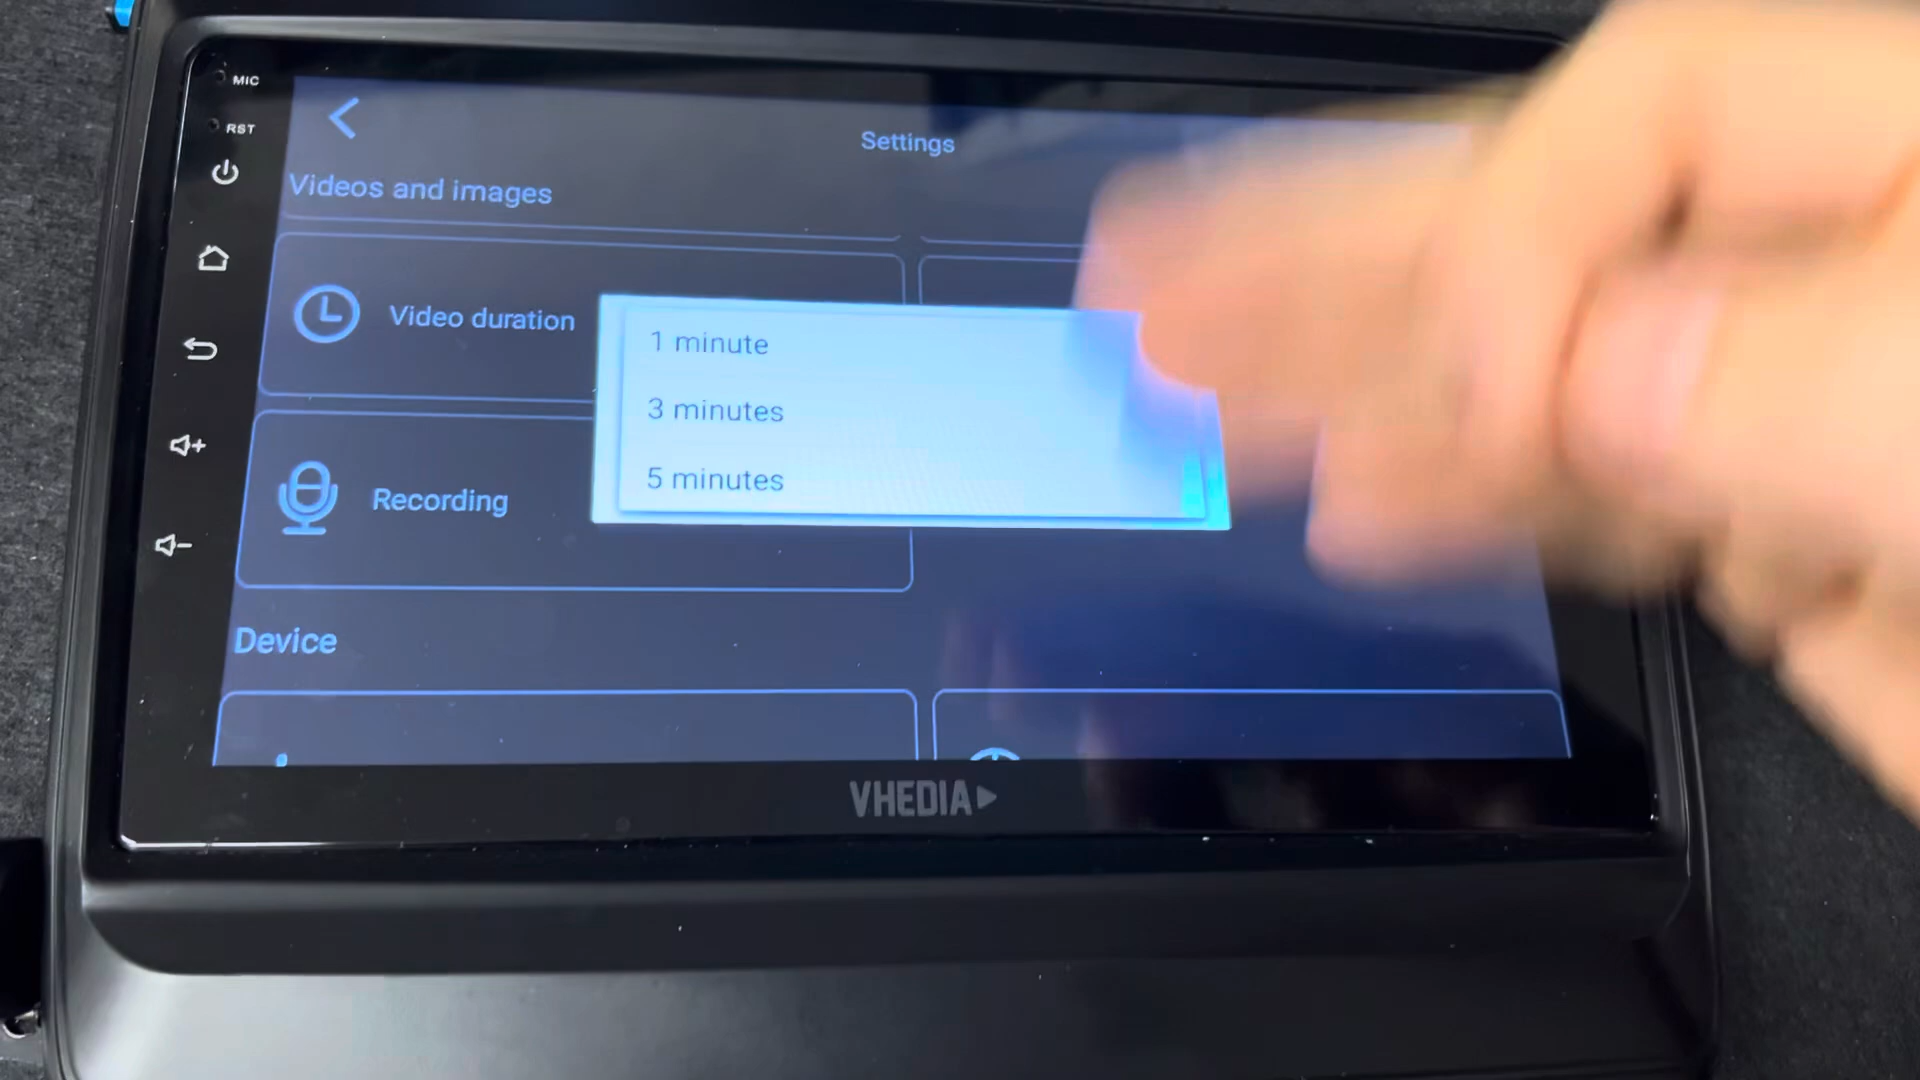 MIC
RST
Settings
Videos and images
Video duration
1 minute
3 minutes
5 minutes
Recording
Device
VHEDIA